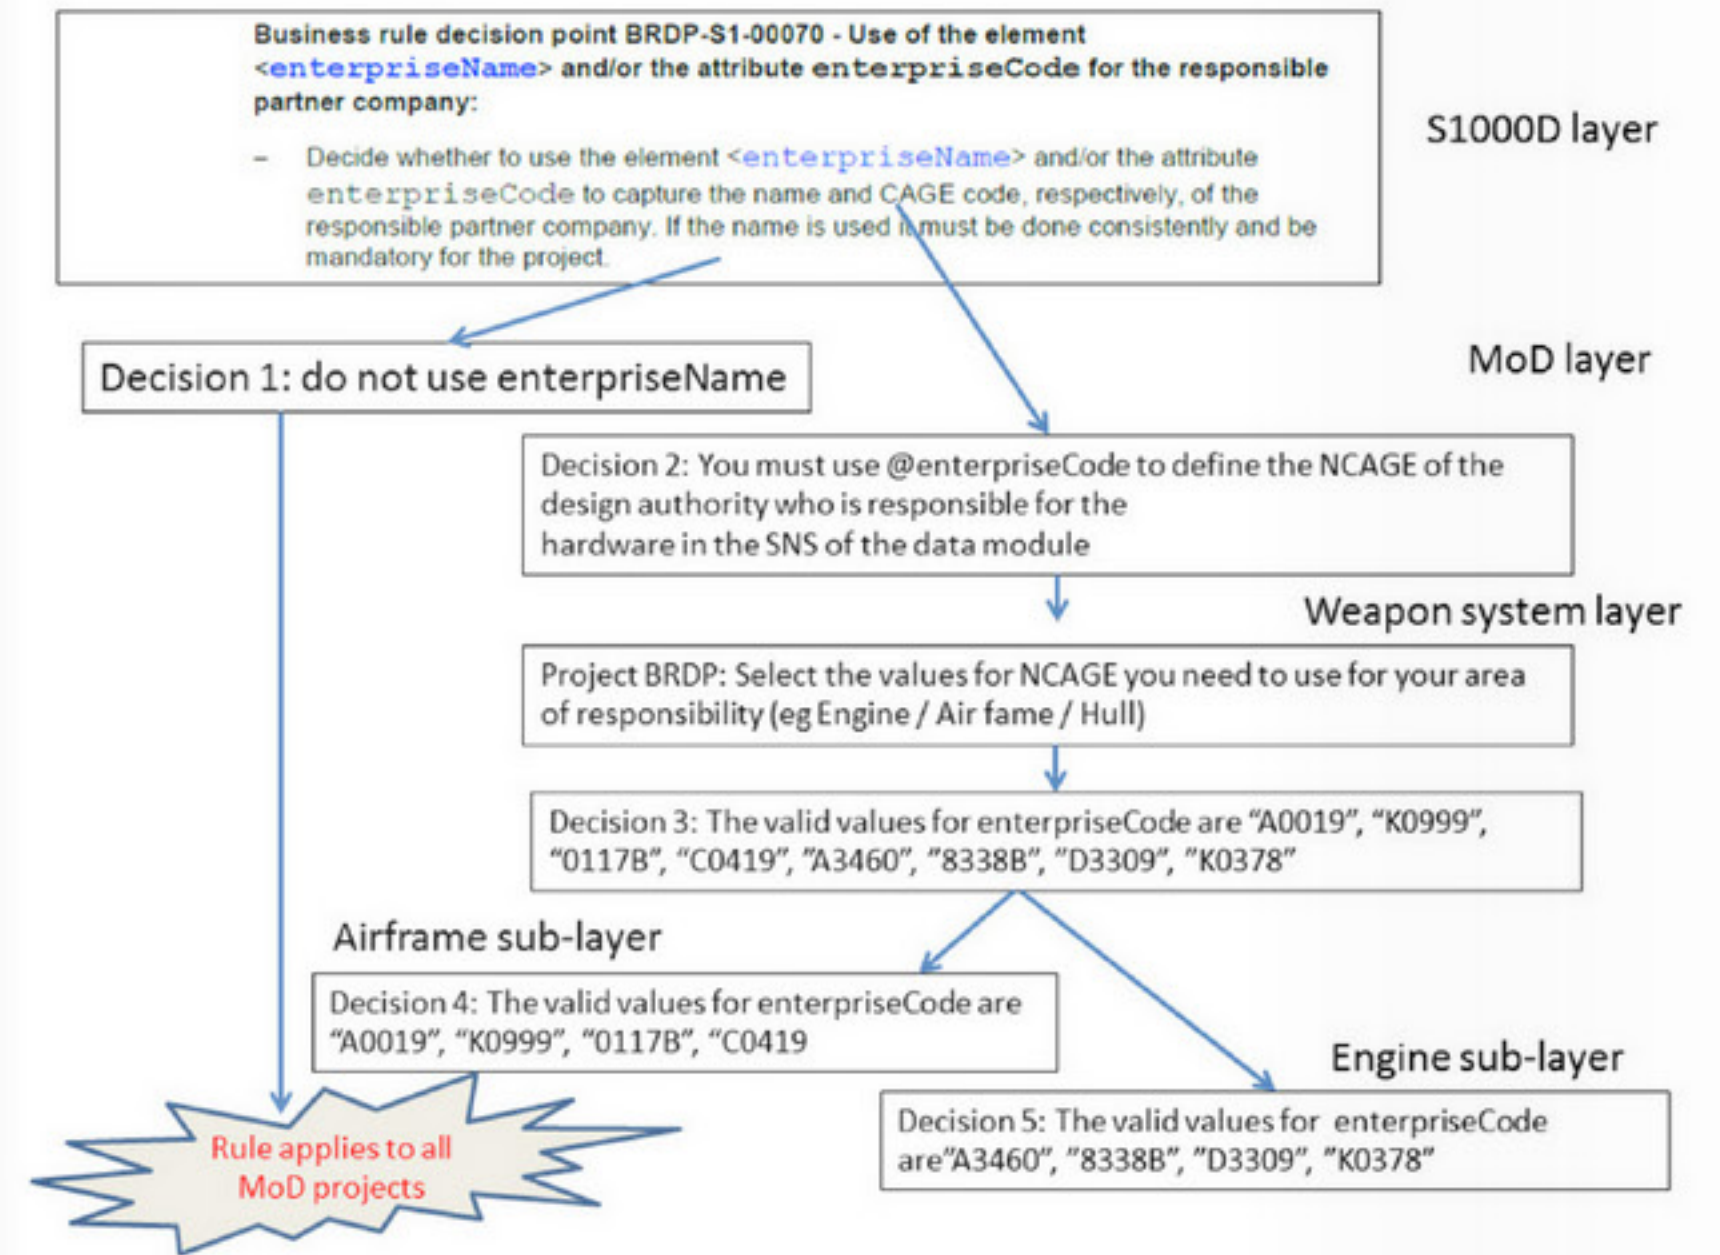 Business rule decision point BRDP-S1-00070 - Use of the element
<enterpriseName> and/or the attribute enterpriseCode for the responsible
partner company:
– Decide whether to use the element <enterpriseName> and/or the attribute
enterpriseCode to capture the name and CAGE code, respectively, of the
responsible partner company. If the name is used it must be done consistently and be
mandatory for the project.
S1000D layer
MoD layer
Decision 1: do not use enterpriseName
Decision 2: You must use @enterpriseCode to define the NCAGE of the
design authority who is responsible for the
hardware in the SNS of the data module
Weapon system layer
Project BRDP: Select the values for NCAGE you need to use for your area
of responsibility (eg Engine / Air fame / Hull)
Decision 3: The valid values for enterpriseCode are “A0019”, “K0999”,
“0117B”, “C0419”, ”A3460”, ”8338B”, ”D3309”, ”K0378”
Airframe sub-layer
Decision 4: The valid values for enterpriseCode are
“A0019”, “K0999”, “0117B”, “C0419
Engine sub-layer
Decision 5: The valid values for enterpriseCode
are”A3460”, ”8338B”, ”D3309”, ”K0378”
Rule applies to all
MoD projects